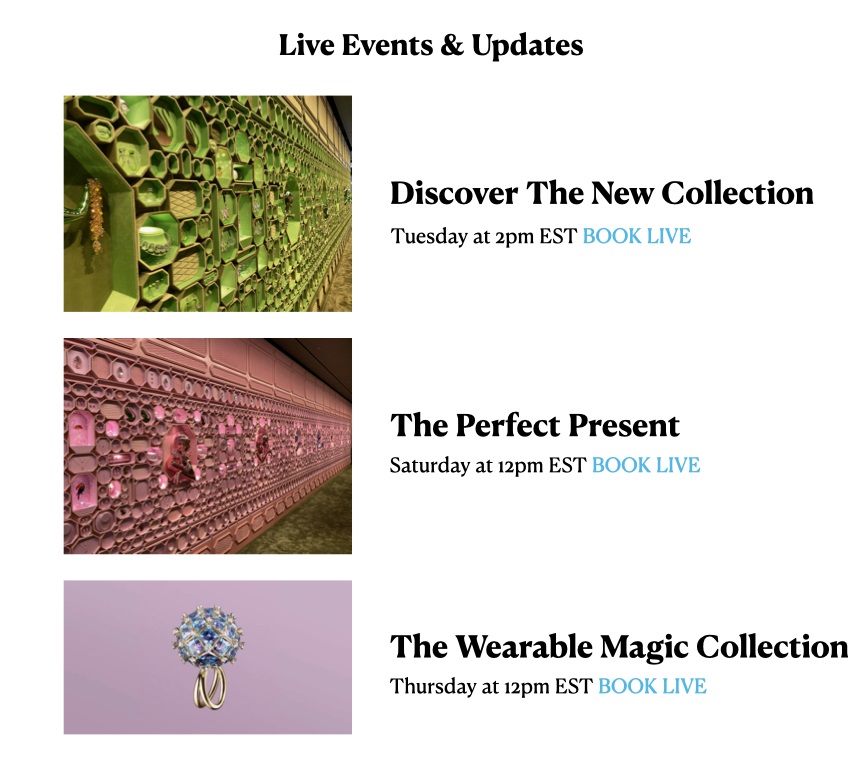 Live Events & Updates
Discover The New Collection
Tuesday at 2pm EST BOOK LIVE
The Perfect Present
Saturday at 12pm EST BOOK LIVE
The Wearable Magic Collection
Thursday at 12pm EST BOOK LIVE